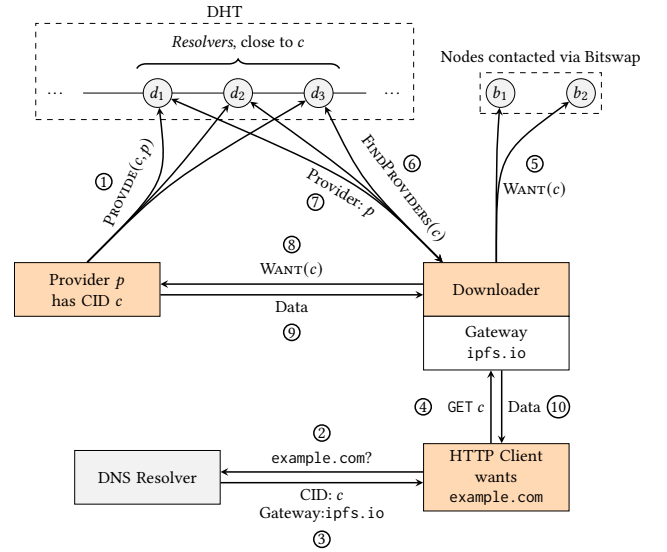 DHT
Resolvers, close to c
Nodes contacted via Bitswap
... d1 d2 d3 ...
b1 b2
① PROVIDE(c,p)
⑥ FINDPROVIDERS(c)
⑦ Provider: p
⑤
WANT(c)
⑧
WANT(c)
Provider p
has CID c
Downloader
Data
⑨
Gateway
ipfs.io
④ GET c
Data ⑩
②
example.com?
DNS Resolver
HTTP Client
wants
example.com
CID: c
Gateway:ipfs.io
③